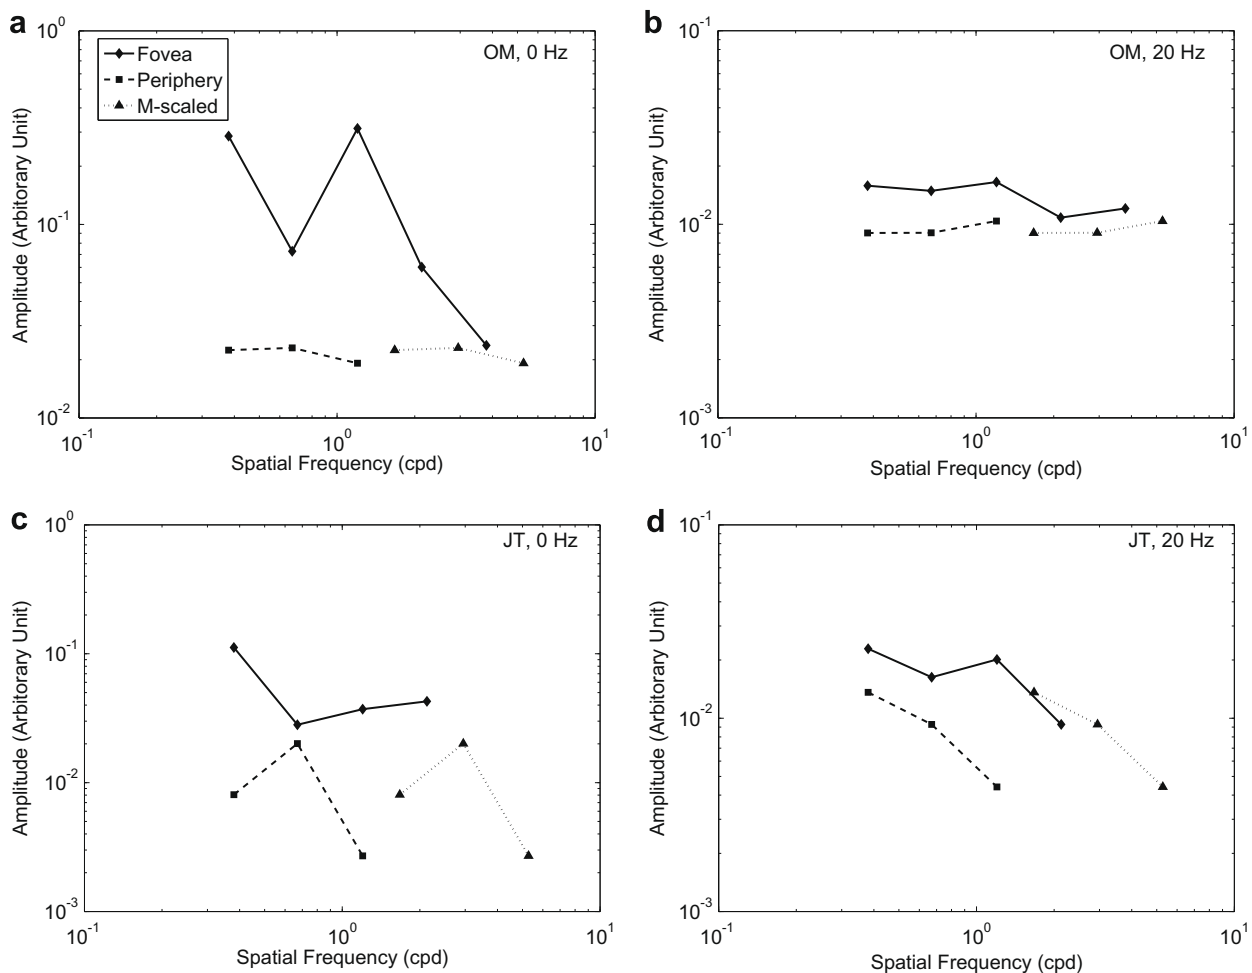 a
OM, 0 Hz
Fovea
Periphery
M-scaled
Amplitude (Arbitorary Unit)
10^0
10^-1
10^-2
10^-1
10^0
10^1
Spatial Frequency (cpd)
b
OM, 20 Hz
Amplitude (Arbitorary Unit)
10^-1
10^-2
10^-3
10^-1
10^0
10^1
Spatial Frequency (cpd)
c
JT, 0 Hz
Amplitude (Arbitorary Unit)
10^0
10^-1
10^-2
10^-3
10^-1
10^0
10^1
Spatial Frequency (cpd)
d
JT, 20 Hz
Amplitude (Arbitorary Unit)
10^-1
10^-2
10^-3
10^-1
10^0
10^1
Spatial Frequency (cpd)